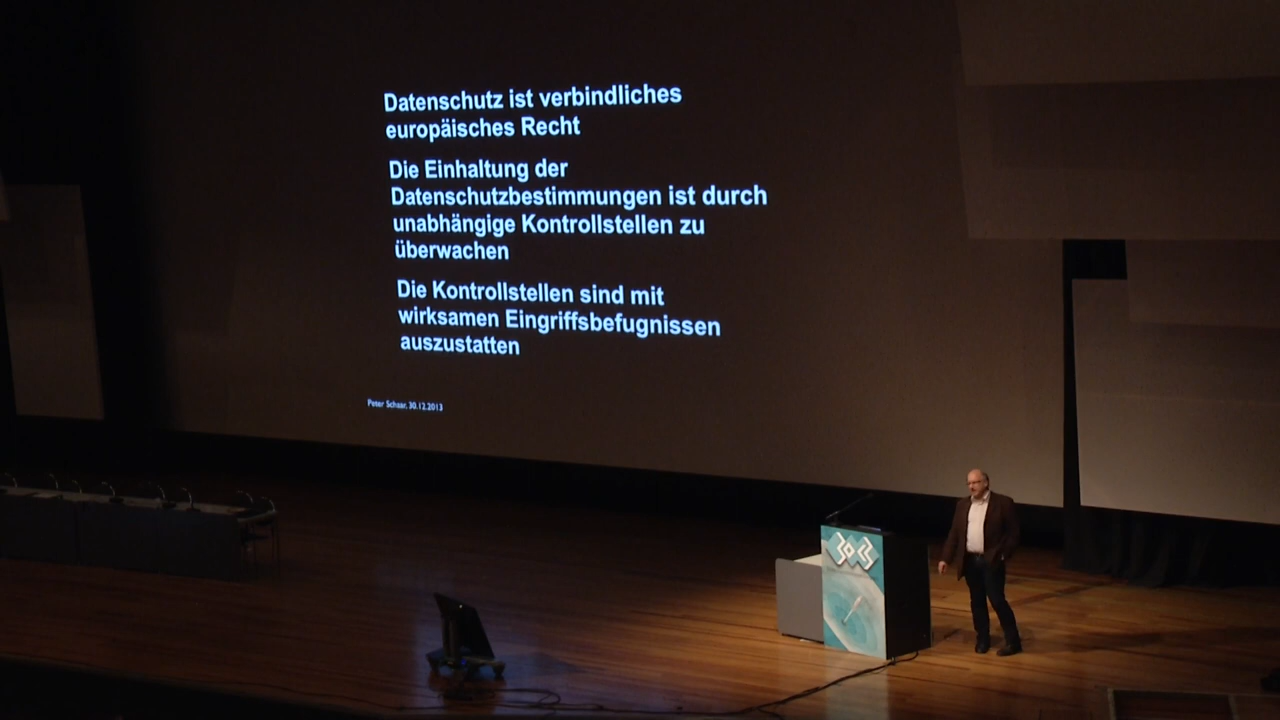 Datenschutz ist verbindliches
europäisches Recht
Die Einhaltung der
Datenschutzbestimmungen ist durch
unabhängige Kontrollstellen zu
überwachen
Die Kontrollstellen sind mit
wirksamen Eingriffsbefugnissen
auszustatten
Peter Schaar, 30.12.2013
30C3